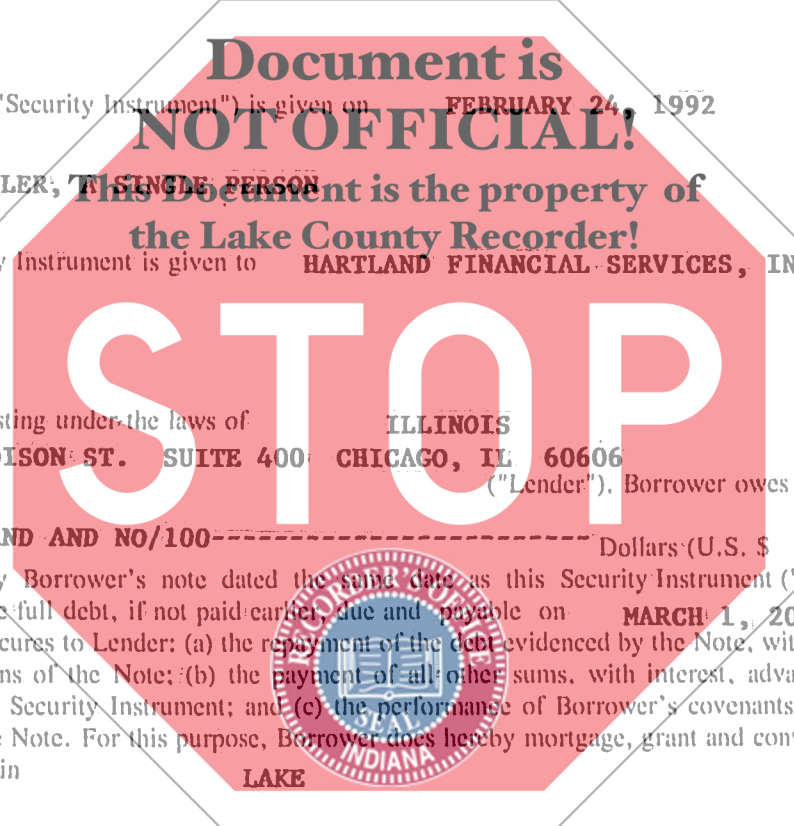 Document is
"Security Instrument") is given on FEBRUARY 24, 1992
NOT OFFICIAL!
LER, A SINGLE PERSON
This Document is the property of
the Lake County Recorder!
Instrument is given to HARTLAND FINANCIAL SERVICES, IN
STOP
sting under the laws of ILLINOIS
DISON ST. SUITE 400 CHICAGO, IL 60606
("Lender"). Borrower owes
ND AND NO/100-------------------------- Dollars (U.S. $
y Borrower's note dated the same date as this Security Instrument ("
e full debt, if not paid earlier, due and payable on MARCH 1, 20
cures to Lender: (a) the repayment of the debt evidenced by the Note, wit
ns of the Note; (b) the payment of all other sums, with interest, adva
Security Instrument; and (c) the performance of Borrower's covenants
e Note. For this purpose, Borrower does hereby mortgage, grant and conv
in LAKE
RECORDER'S OFFICE
SEAL
INDIANA